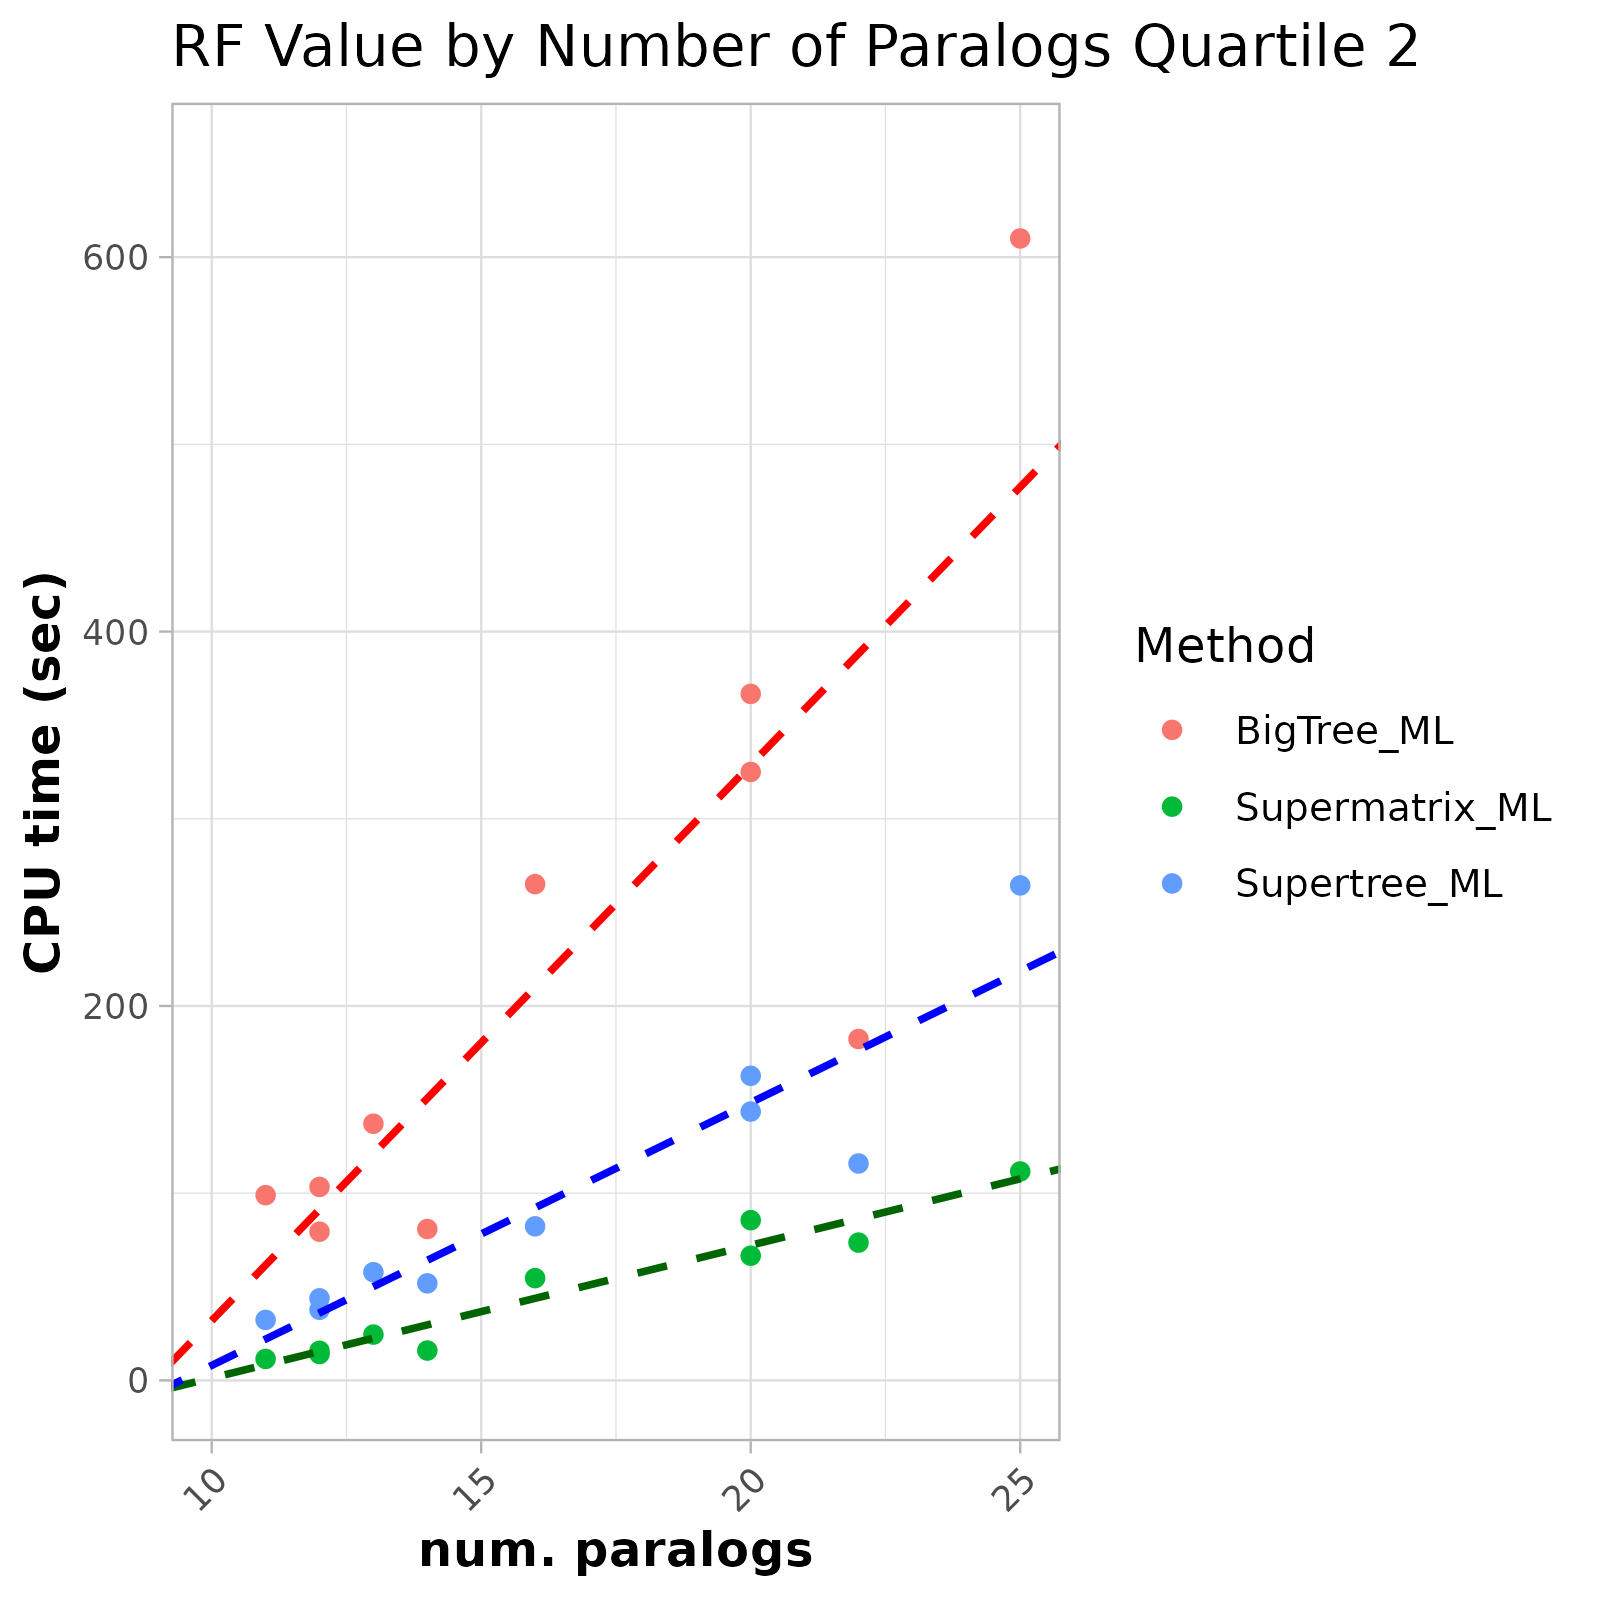 RF Value by Number of Paralogs Quartile 2
600
400
200
0
CPU time (sec)
10
15
20
25
num. paralogs
Method
BigTree_ML
Supermatrix_ML
Supertree_ML